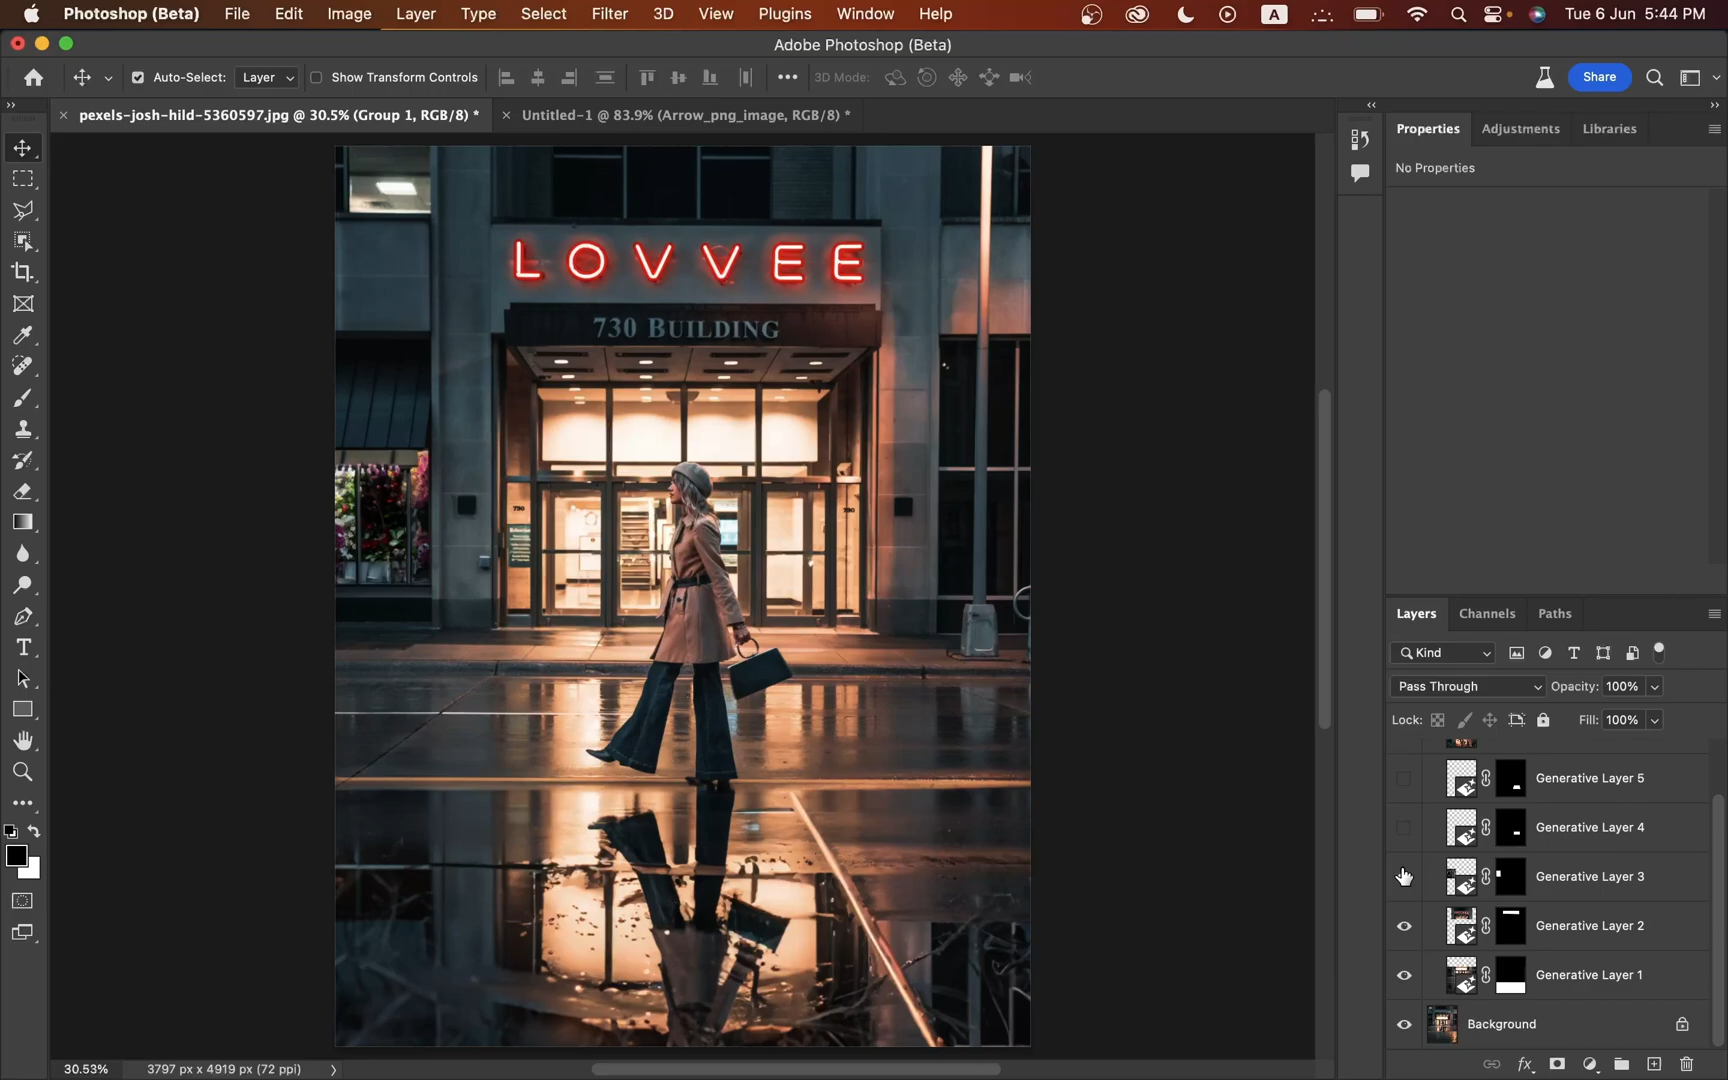 Photoshop (Beta) File Edit Image Layer Type Select Filter 3D View Plugins Window Help A Tue 6 Jun 5:44 PM
Adobe Photoshop (Beta)
Auto-Select: Layer Show Transform Controls 3D Mode: Share
pexels-josh-hild-5360597.jpg @ 30.5% (Group 1, RGB/8) * Untitled-1 @ 83.9% (Arrow_png_image, RGB/8) *
Properties Adjustments Libraries
No Properties
LOVVEE
730 BUILDING
730
730
Layers Channels Paths
Kind
Pass Through Opacity: 100%
Lock: Fill: 100%
Generative Layer 5
Generative Layer 4
Generative Layer 3
Generative Layer 2
Generative Layer 1
Background
fx
30.53% 3797 px x 4919 px (72 ppi)